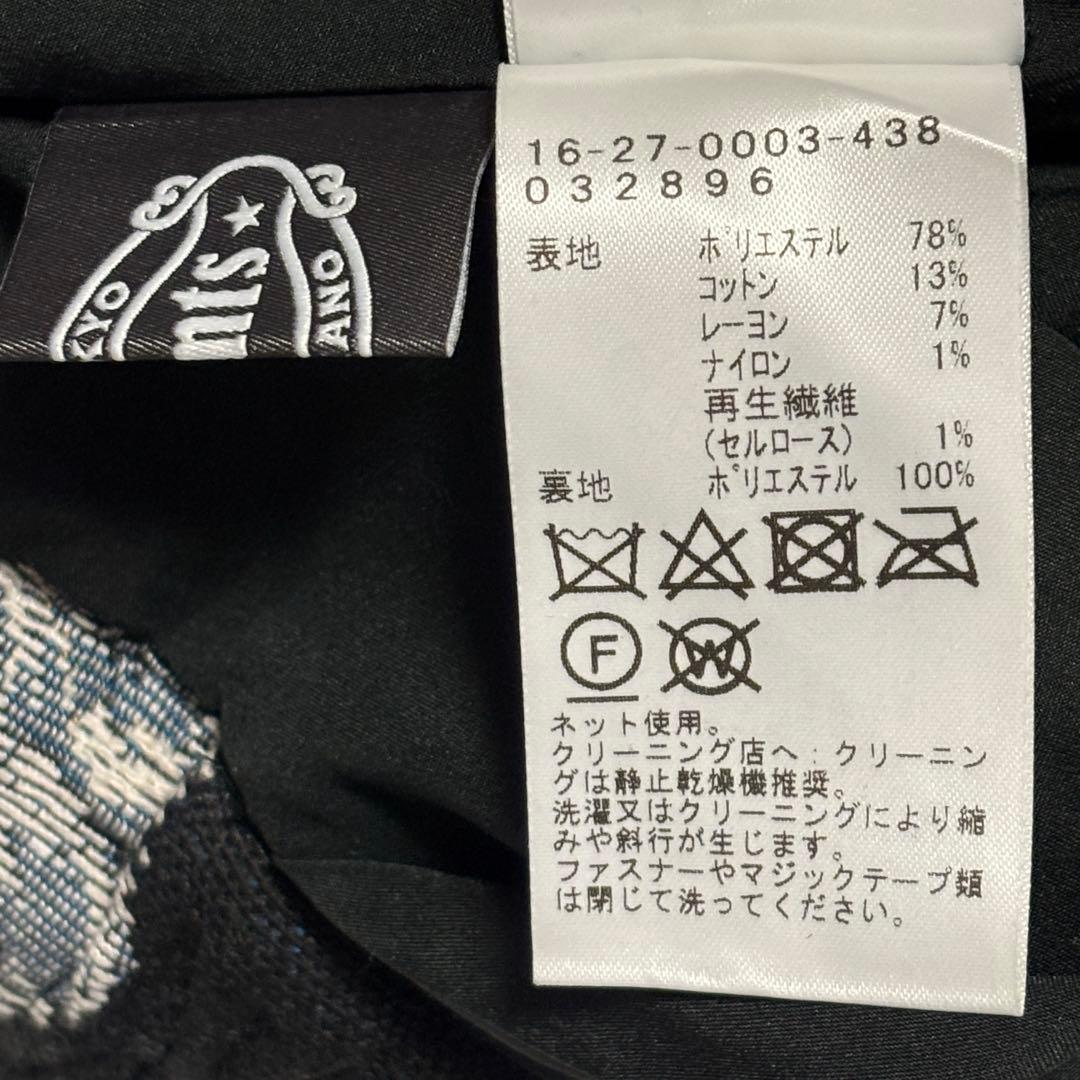 KYO
nts
ANO
16-27-0003-438
032896
表地 ポリエステル 78%
コットン 13%
レーヨン 7%
ナイロン 1%
再生繊維
(セルロース) 1%
裏地 ポリエステル 100%
F
W
ネット使用。
クリーニング店へ:クリーニン
グは静止乾燥機推奨。
洗濯又はクリーニングにより縮
みや斜行が生じます。
ファスナーやマジックテープ類
は閉じて洗ってください。